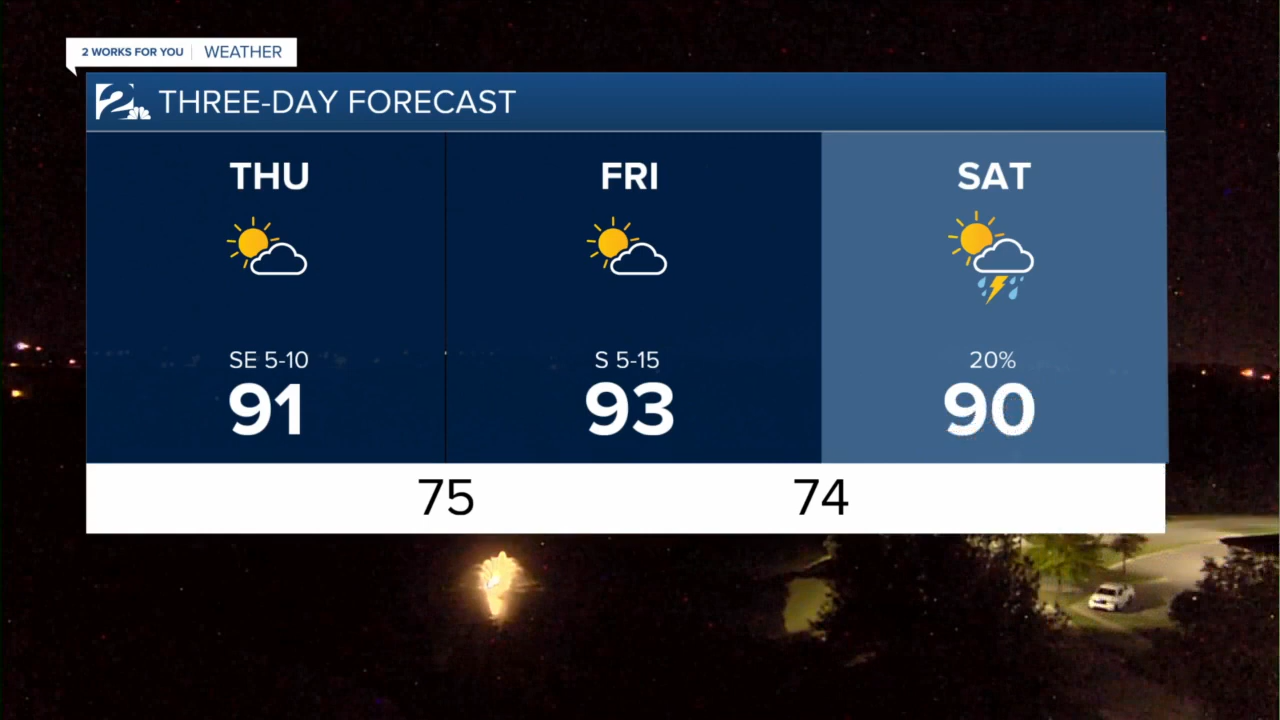 2 WORKS FOR YOU | WEATHER
2 THREE-DAY FORECAST
THU
SE 5-10
91
FRI
S 5-15
93
SAT
20%
90
75
74